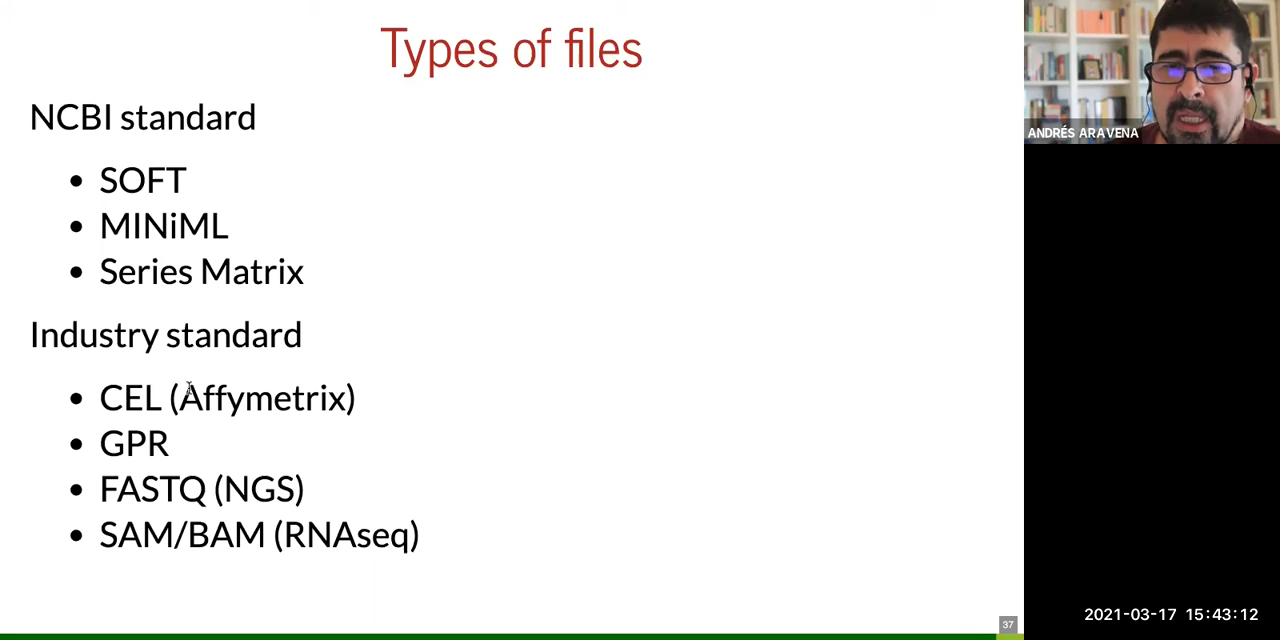 Types of files
NCBI standard
• SOFT
• MINiML
• Series Matrix
Industry standard
• CEL (Affymetrix)
• GPR
• FASTQ (NGS)
• SAM/BAM (RNAseq)
37
ANDRÉS ARAVENA
2021-03-17 15:43:12